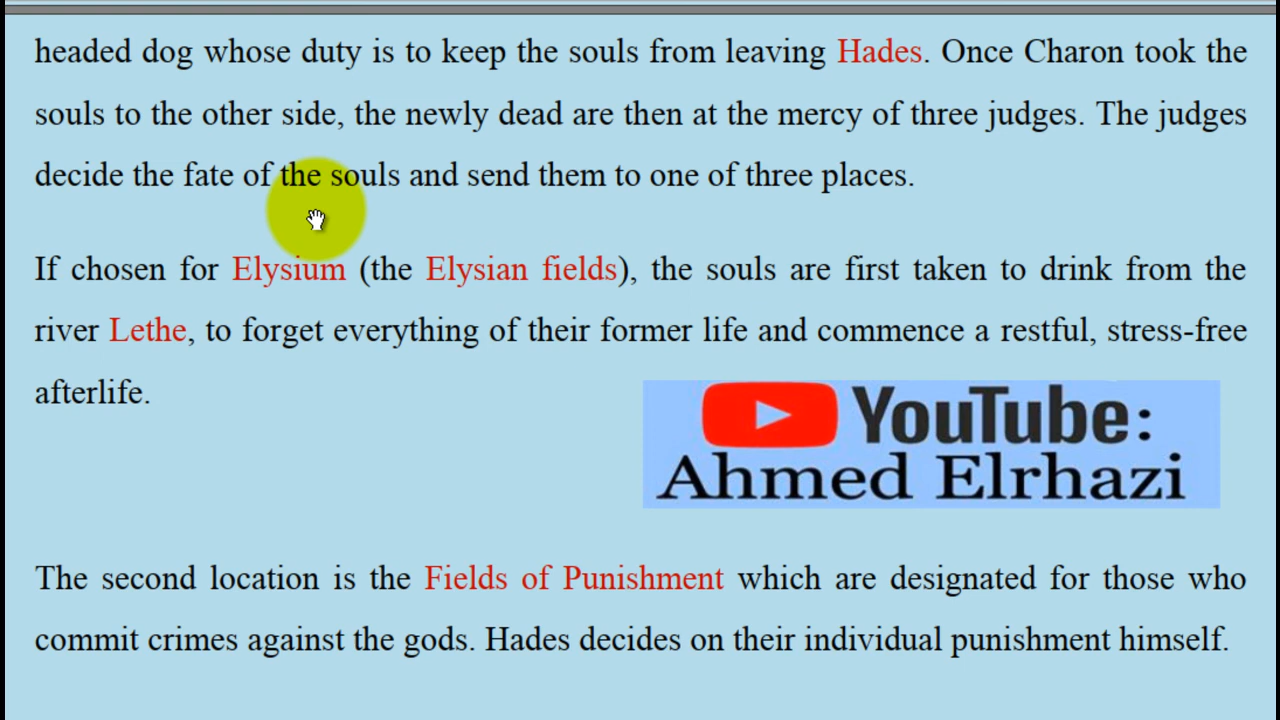 headed dog whose duty is to keep the souls from leaving Hades. Once Charon took the
souls to the other side, the newly dead are then at the mercy of three judges. The judges
decide the fate of the souls and send them to one of three places.
If chosen for Elysium (the Elysian fields), the souls are first taken to drink from the
river Lethe, to forget everything of their former life and commence a restful, stress-free
afterlife.
YouTube:
Ahmed Elrhazi
The second location is the Fields of Punishment which are designated for those who
commit crimes against the gods. Hades decides on their individual punishment himself.